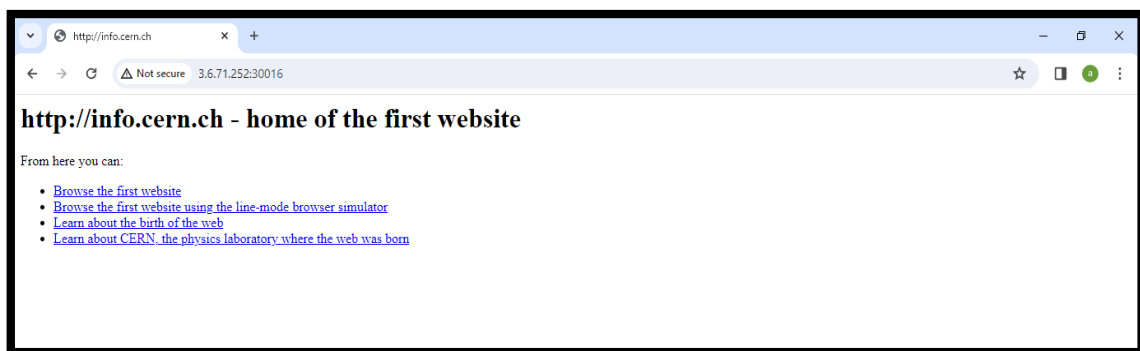 http://info.cern.ch
Not secure 3.6.71.252:30016
a
http://info.cern.ch - home of the first website
From here you can:
Browse the first website
Browse the first website using the line-mode browser simulator
Learn about the birth of the web
Learn about CERN, the physics laboratory where the web was born